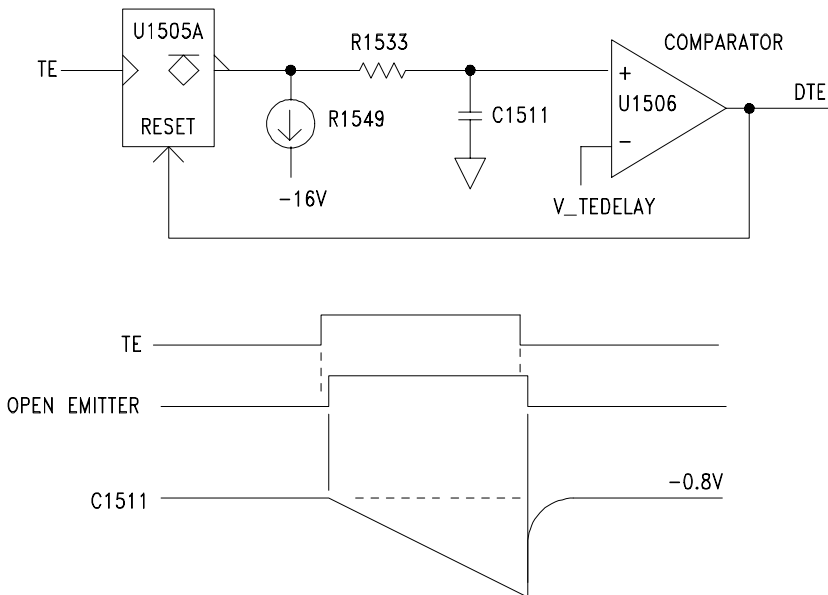 U1505A
TE
RESET
R1533
R1549
-16V
C1511
COMPARATOR
+
U1506
-
V_TEDELAY
DTE
TE
OPEN EMITTER
C1511
-0.8V